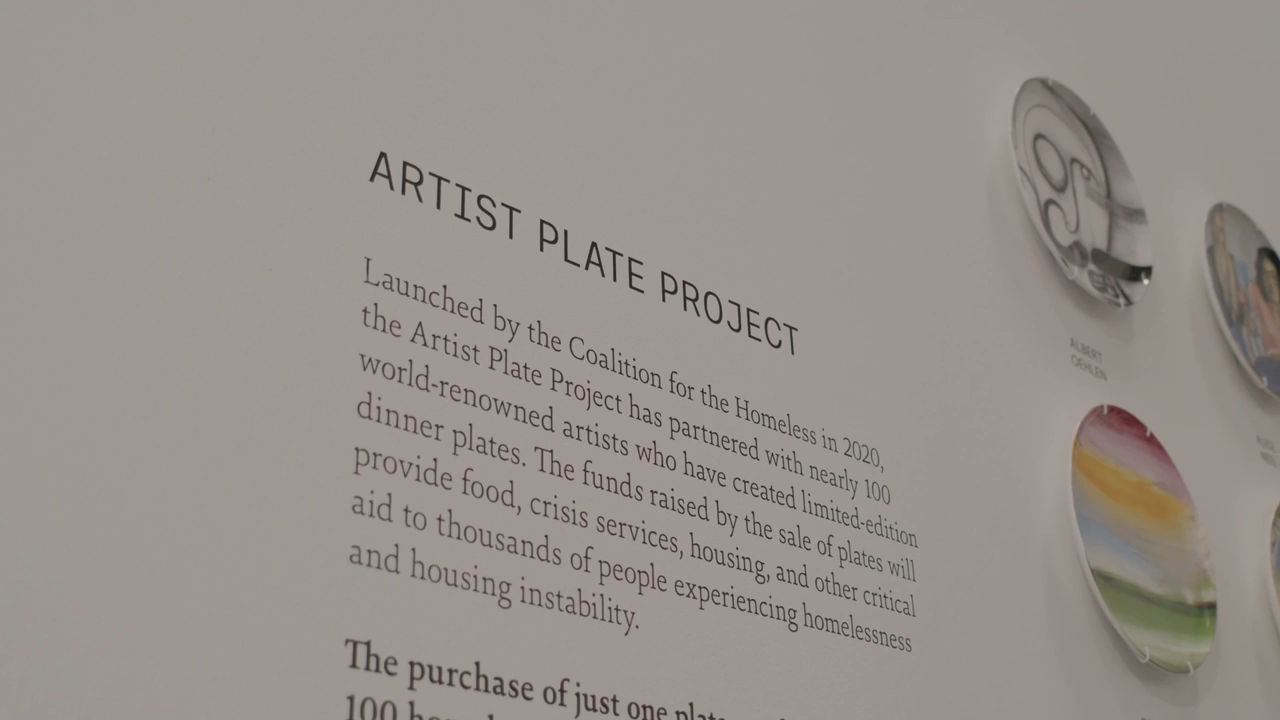 ARTIST PLATE PROJECT
Launched by the Coalition for the Homeless in 2020,
the Artist Plate Project has partnered with nearly 100
world-renowned artists who have created limited-edition
dinner plates. The funds raised by the sale of plates will
provide food, crisis services, housing, and other critical
aid to thousands of people experiencing homelessness
and housing instability.
The purchase of just one
100
ALBERT
OEHLEN